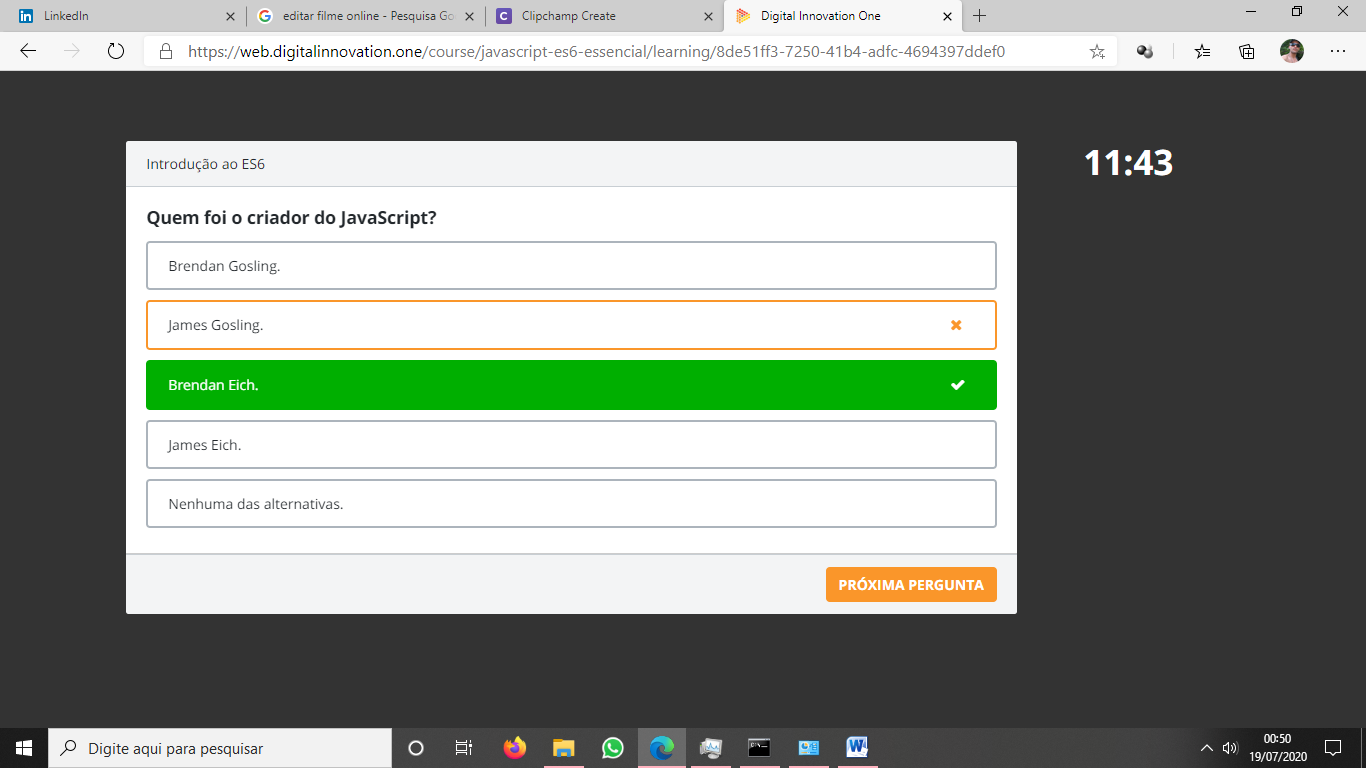 LinkedIn
editar filme online - Pesquisa Go
Clipchamp Create
Digital Innovation One
https://web.digitalinnovation.one/course/javascript-es6-essencial/learning/8de51ff3-7250-41b4-adfc-4694397ddef0
Introdução ao ES6
11:43
Quem foi o criador do JavaScript?
Brendan Gosling.
James Gosling.
Brendan Eich.
James Eich.
Nenhuma das alternativas.
PRÓXIMA PERGUNTA
Digite aqui para pesquisar
00:50
19/07/2020